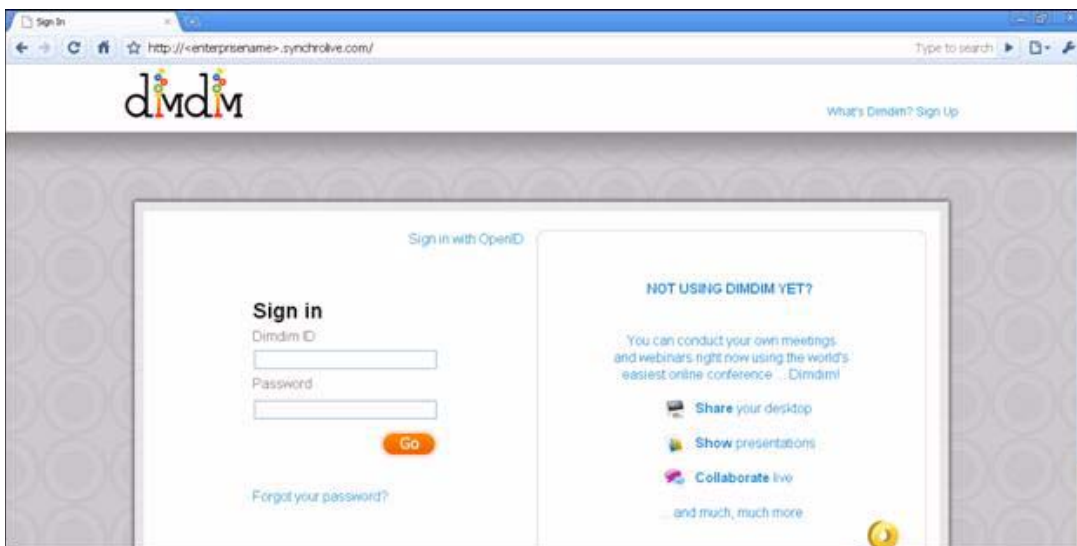 Sign In
http://<enterprisename>.synchrolive.com/
Type to search
dimdim
What's Dimdim? Sign Up
Sign in with OpenID
Sign in
Dimdim ID
Password
Go
Forgot your password?
NOT USING DIMDIM YET?
You can conduct your own meetings
and webinars right now using the world's
easiest online conference ... Dimdim!
Share your desktop
Show presentations
Collaborate live
... and much, much more